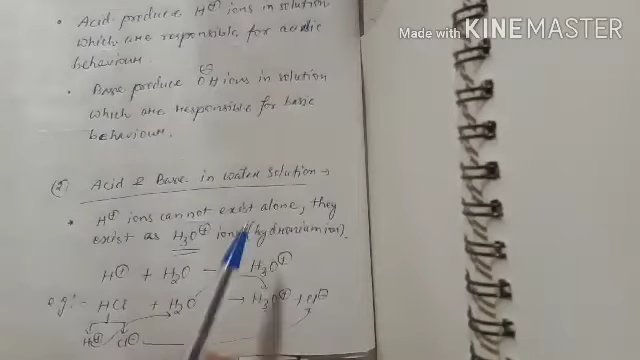 Made with KINEMASTER
• Acid produce H⊕ ions in solution
which are responsible for acidic
behaviour.
• Base produce OH⊖ ions in solution
which are responsible for basic
behaviour.
(2) Acid & Base in water solution →
• H⊕ ions cannot exist alone, they
exist as H₃O⊕ ions (hydronium ion).
H⊕ + H₂O → H₃O⊕
e.g:- HCl + H₂O → H₃O⊕ + Cl⊖
H⊕ Cl⊖